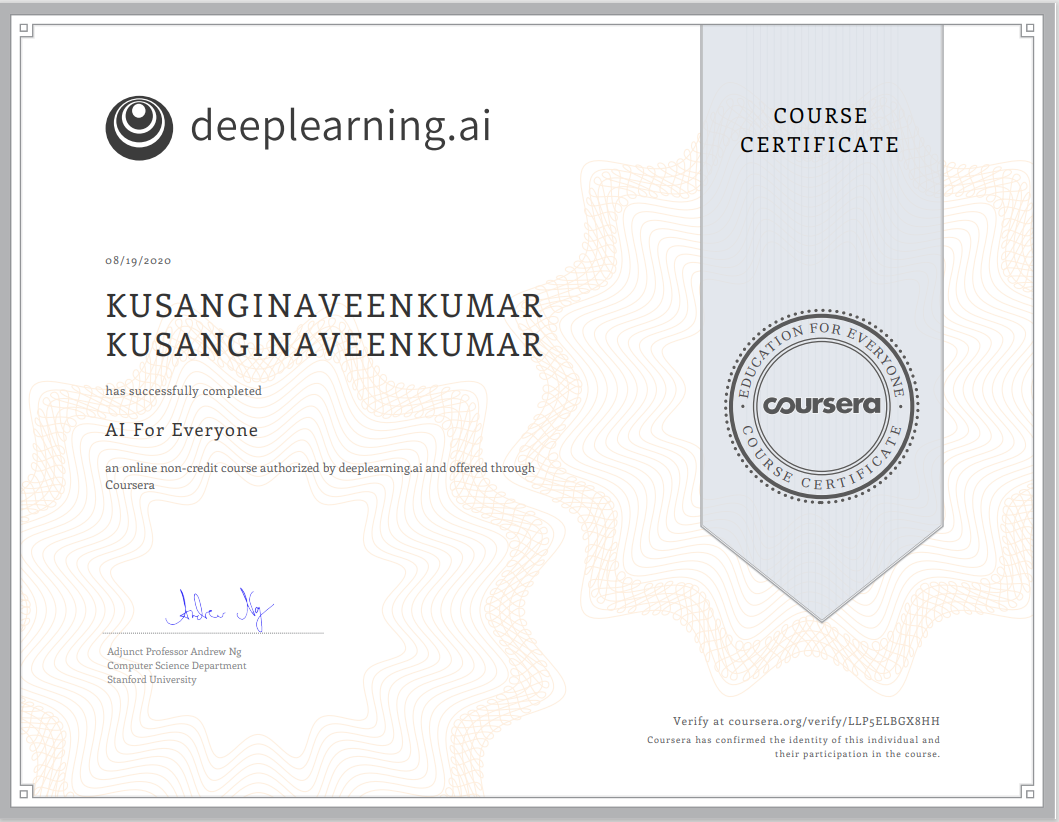 deeplearning.ai
COURSE
CERTIFICATE
08/19/2020
KUSANGINAVEENKUMAR
KUSANGINAVEENKUMAR
has successfully completed
AI For Everyone
an online non-credit course authorized by deeplearning.ai and offered through
Coursera
EDUCATION FOR EVERYONE
coursera
COURSE CERTIFICATE
Andrew Ng
Adjunct Professor Andrew Ng
Computer Science Department
Stanford University
Verify at coursera.org/verify/LLP5ELBGX8HH
Coursera has confirmed the identity of this individual and
their participation in the course.